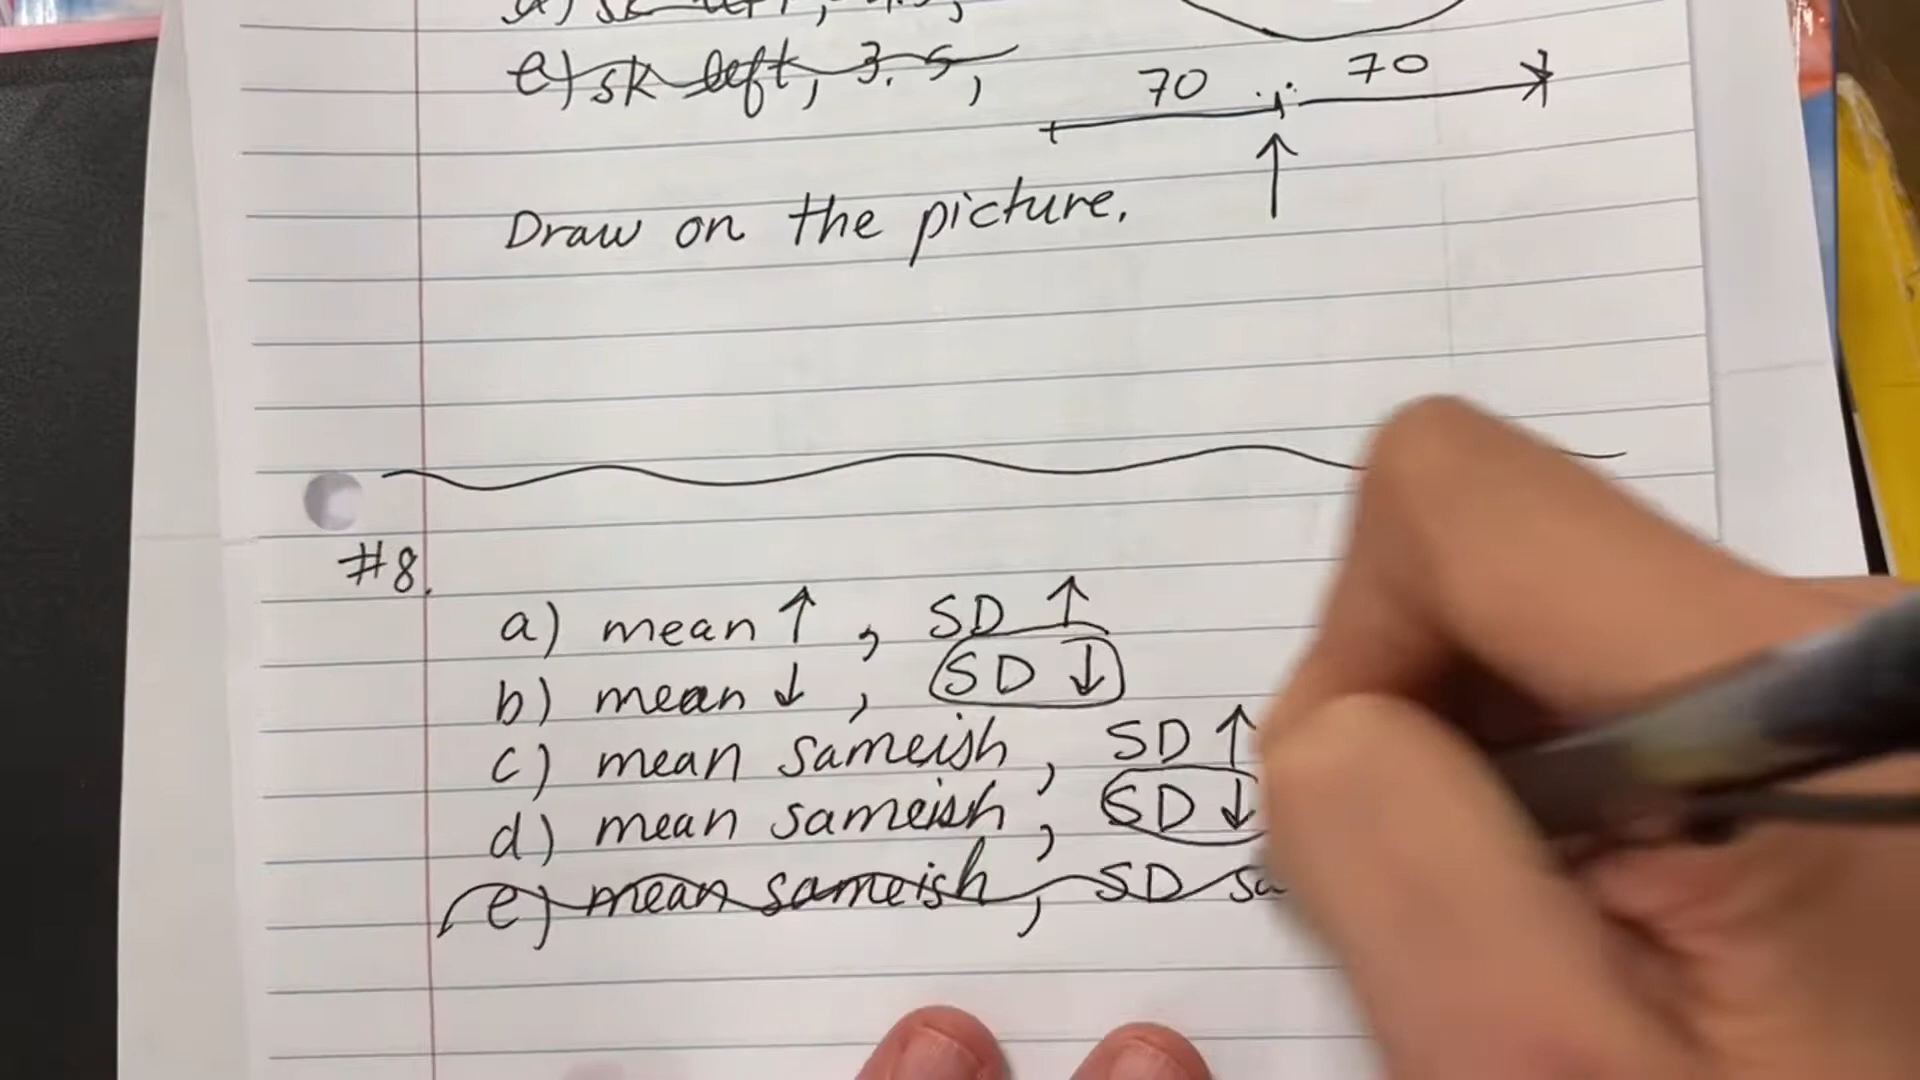 e) sk left, 3.5,
70 70
Draw on the picture.
#8.
a) mean ↑, SD ↑
b) mean ↓, SD ↓
c) mean sameish, SD ↑
d) mean sameish, SD ↓
e) mean sameish, SD